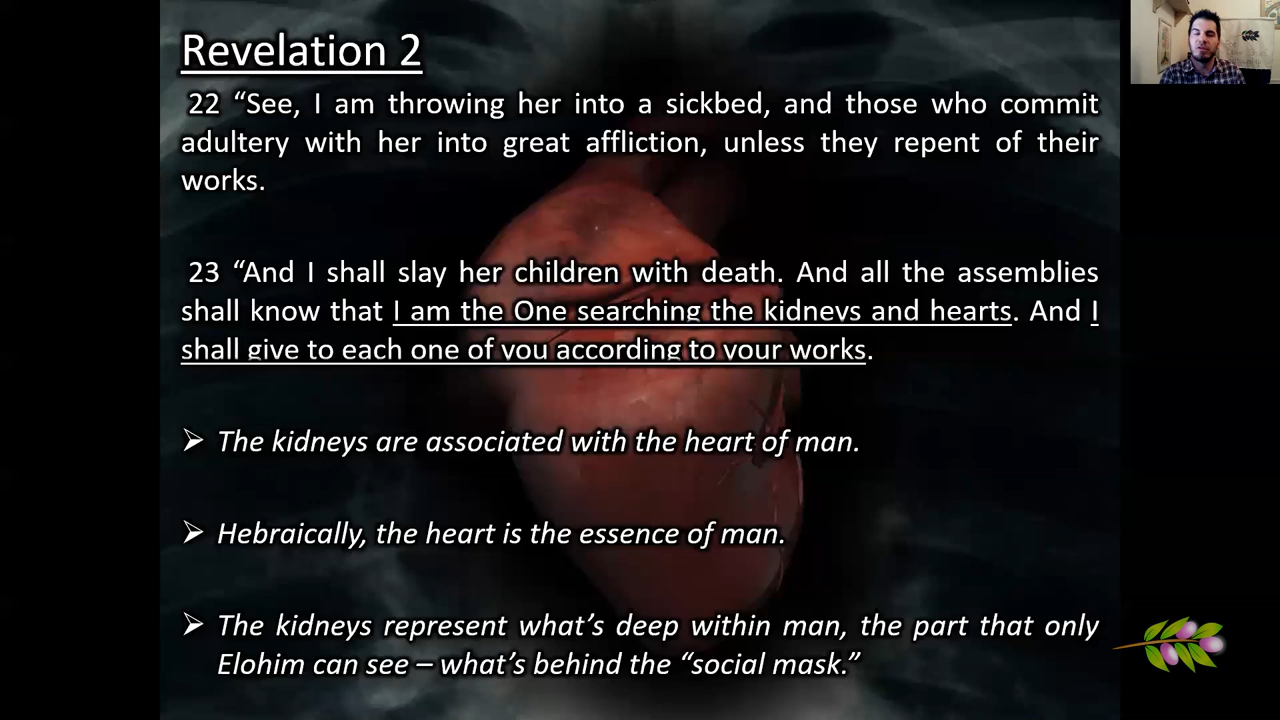 Revelation 2
22 “See, I am throwing her into a sickbed, and those who commit
adultery with her into great affliction, unless they repent of their
works.
23 “And I shall slay her children with death. And all the assemblies
shall know that I am the One searching the kidneys and hearts. And I
shall give to each one of you according to your works.
➢ The kidneys are associated with the heart of man.
➢ Hebraically, the heart is the essence of man.
➢ The kidneys represent what’s deep within man, the part that only
Elohim can see – what’s behind the “social mask.”